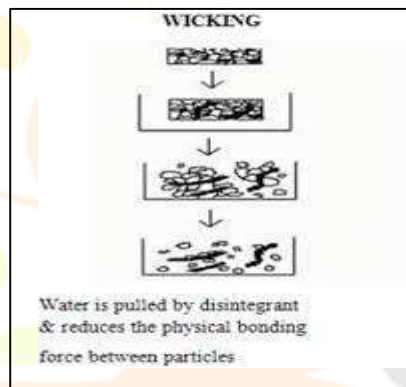 WICKING
Water is pulled by disintegrant
& reduces the physical bonding
force between particles